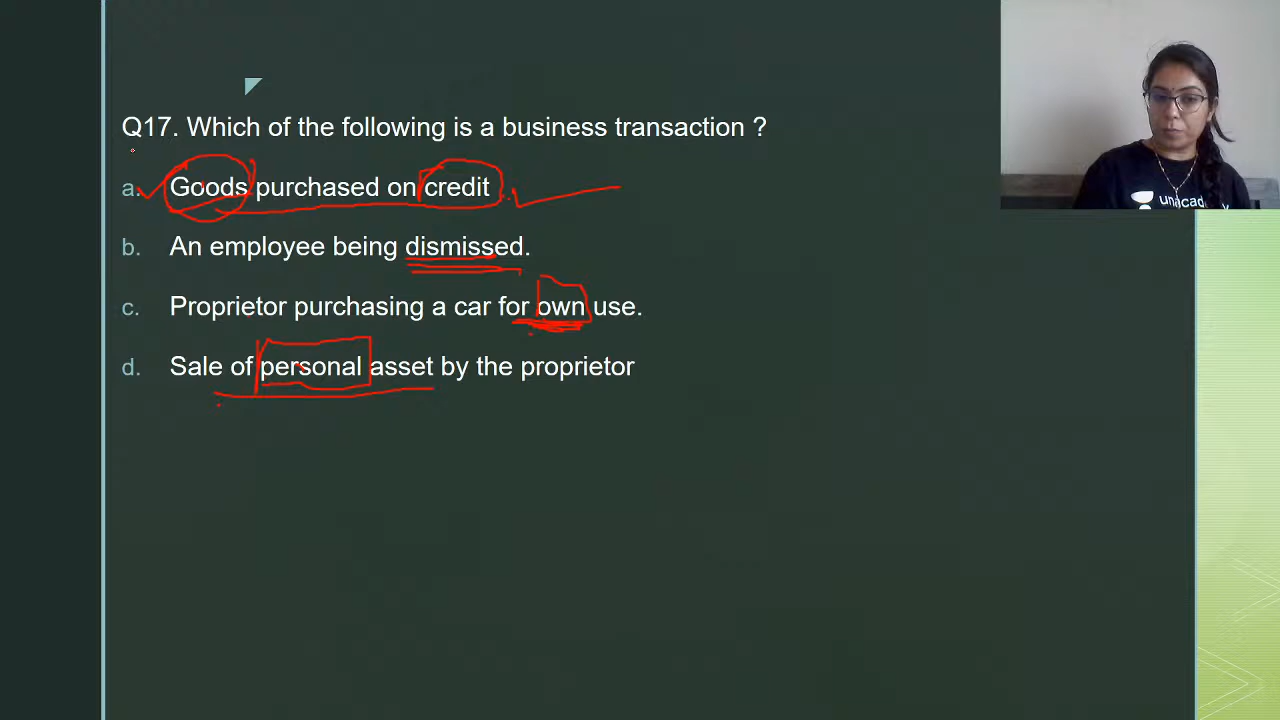 Q17. Which of the following is a business transaction ?
a. Goods purchased on credit
b. An employee being dismissed.
c. Proprietor purchasing a car for own use.
d. Sale of personal asset by the proprietor